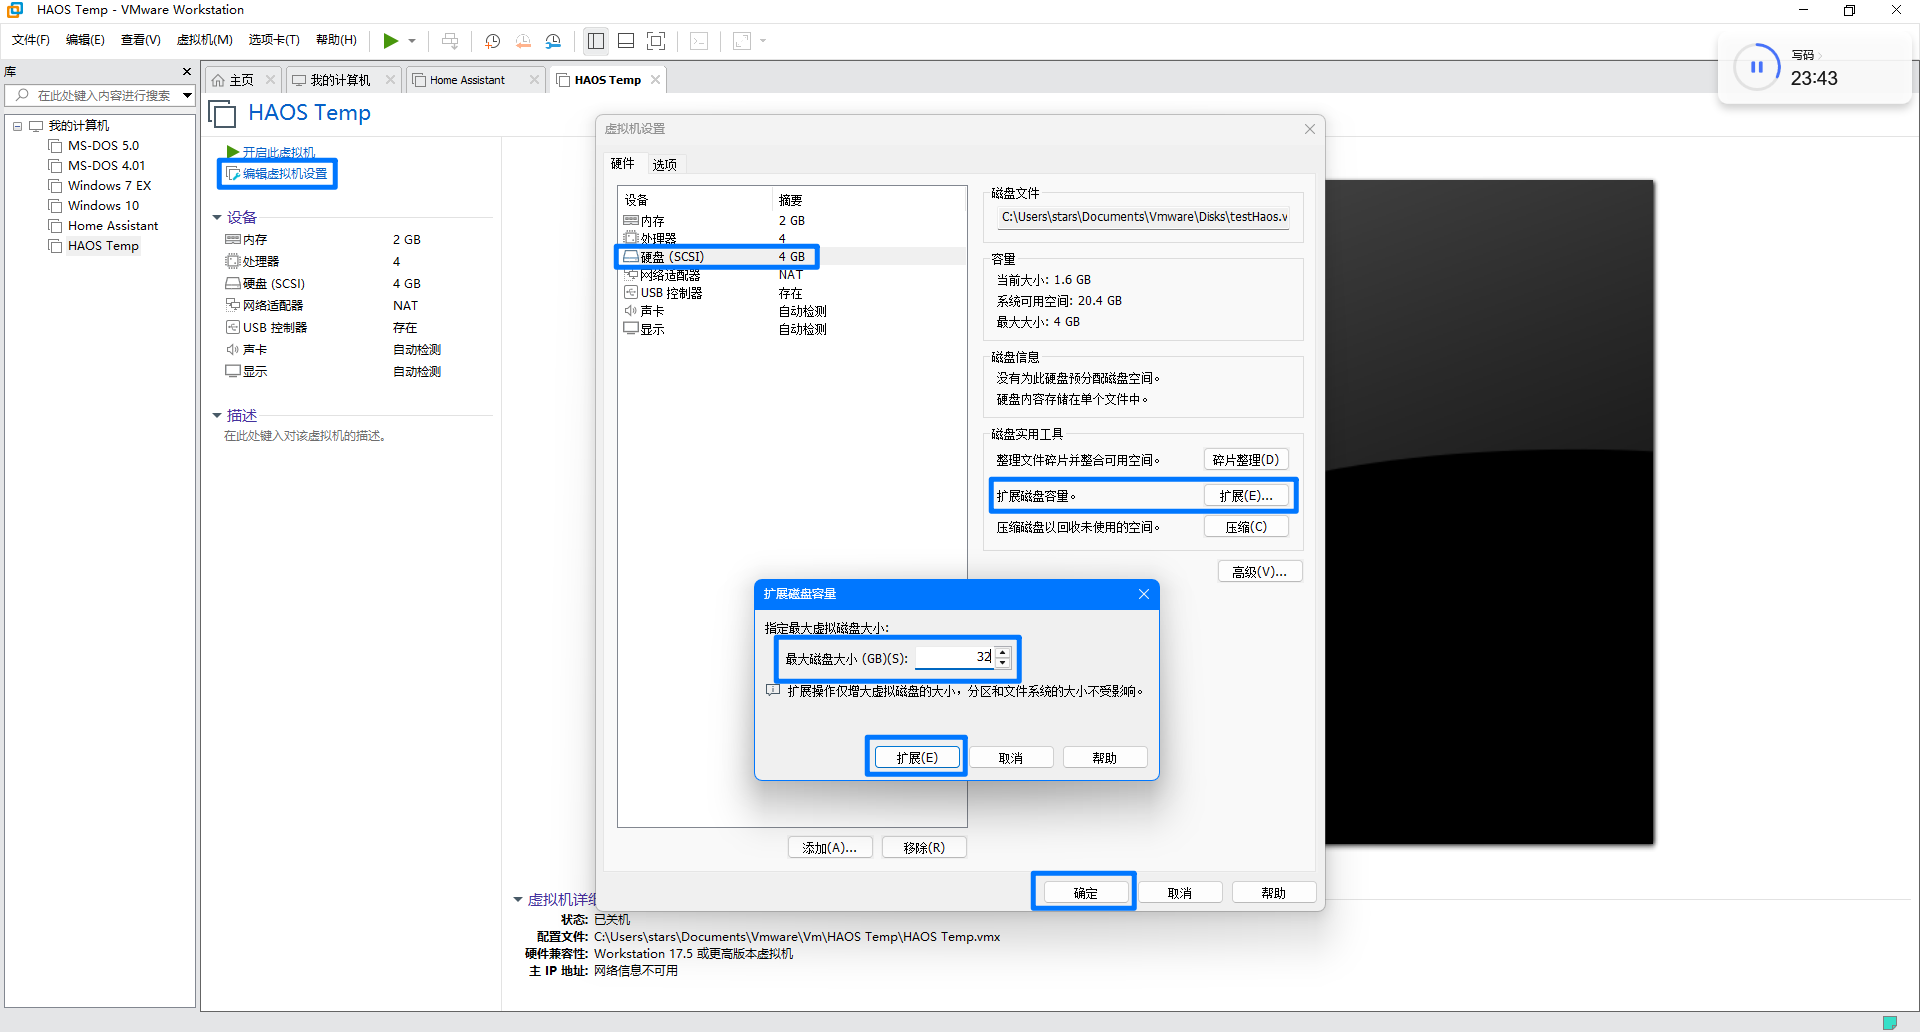 HAOS Temp - VMware Workstation
文件(F) 编辑(E) 查看(V) 虚拟机(M) 选项卡(T) 帮助(H)
写码
23:43
库
在此处键入内容进行搜索
我的计算机
MS-DOS 5.0
MS-DOS 4.01
Windows 7 EX
Windows 10
Home Assistant
HAOS Temp
主页 我的计算机 Home Assistant HAOS Temp
HAOS Temp
开启此虚拟机
编辑虚拟机设置
设备
内存 2 GB
处理器 4
硬盘 (SCSI) 4 GB
网络适配器 NAT
USB 控制器 存在
声卡 自动检测
显示 自动检测
描述
在此处键入对该虚拟机的描述。
虚拟机设置
硬件 选项
设备 摘要
内存 2 GB
处理器 4
硬盘 (SCSI) 4 GB
网络适配器 NAT
USB 控制器 存在
声卡 自动检测
显示 自动检测
添加(A)... 移除(R)
磁盘文件
C:\Users\stars\Documents\Vmware\Disks\testHaos.v
容量
当前大小: 1.6 GB
系统可用空间: 20.4 GB
最大大小: 4 GB
磁盘信息
没有为此硬盘预分配磁盘空间。
硬盘内容存储在单个文件中。
磁盘实用工具
整理文件碎片并整合可用空间。 碎片整理(D)
扩展磁盘容量。 扩展(E)...
压缩磁盘以回收未使用的空间。 压缩(C)
高级(V)...
扩展磁盘容量
指定最大虚拟磁盘大小:
最大磁盘大小 (GB)(S): 32
扩展操作仅增大虚拟磁盘的大小，分区和文件系统的大小不受影响。
扩展(E) 取消 帮助
确定 取消 帮助
虚拟机详细
状态: 已关机
配置文件: C:\Users\stars\Documents\Vmware\Vm\HAOS Temp\HAOS Temp.vmx
硬件兼容性: Workstation 17.5 或更高版本虚拟机
主 IP 地址: 网络信息不可用